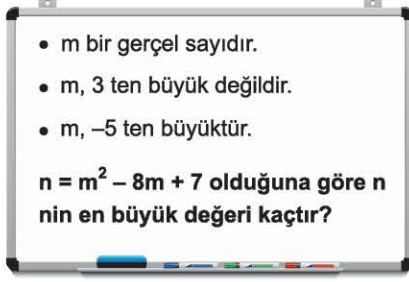 • m bir gerçel sayıdır.
• m, 3 ten büyük değildir.
• m, –5 ten büyüktür.
n = m² – 8m + 7 olduğuna göre n
nin en büyük değeri kaçtır?